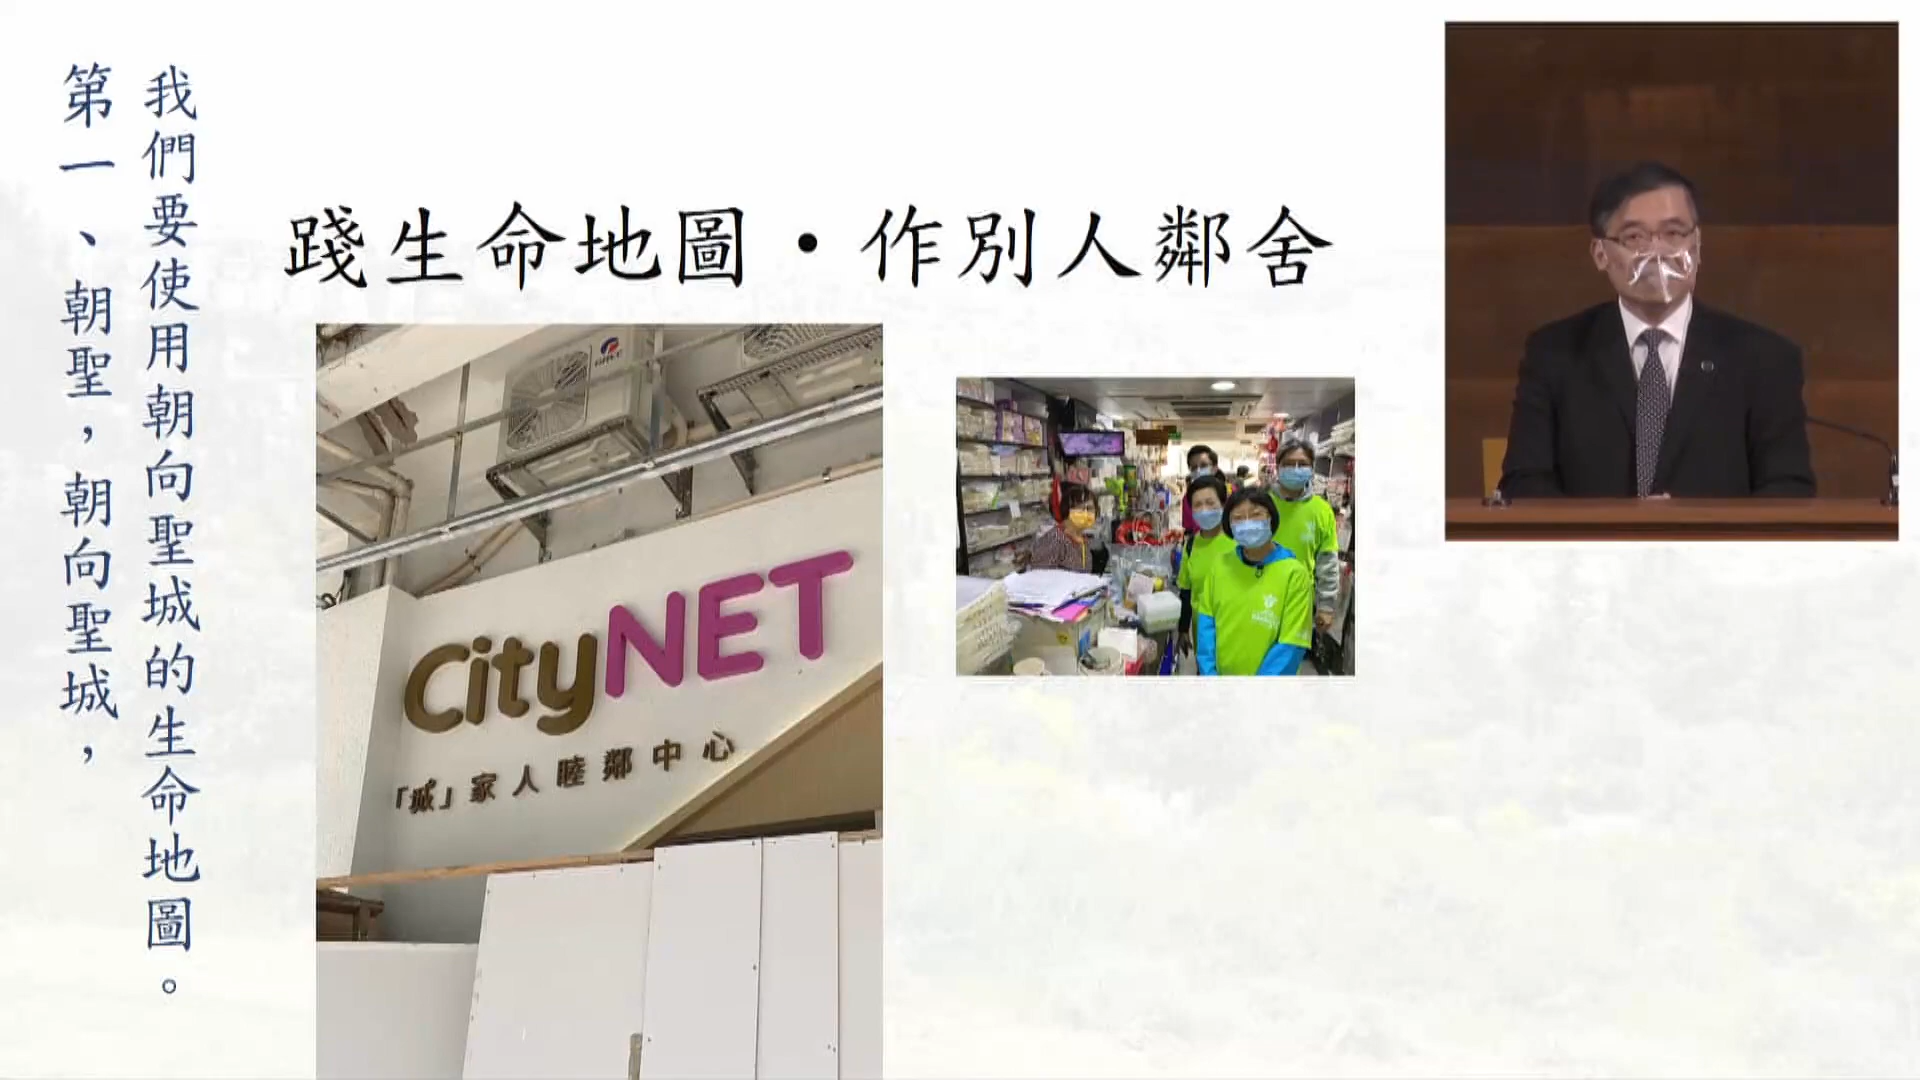 第一、朝聖，朝向聖城，
我們要使用朝向聖城的生命地圖。
踐生命地圖·作別人鄰舍
GREE
CityNET
「城」家人睦鄰中心